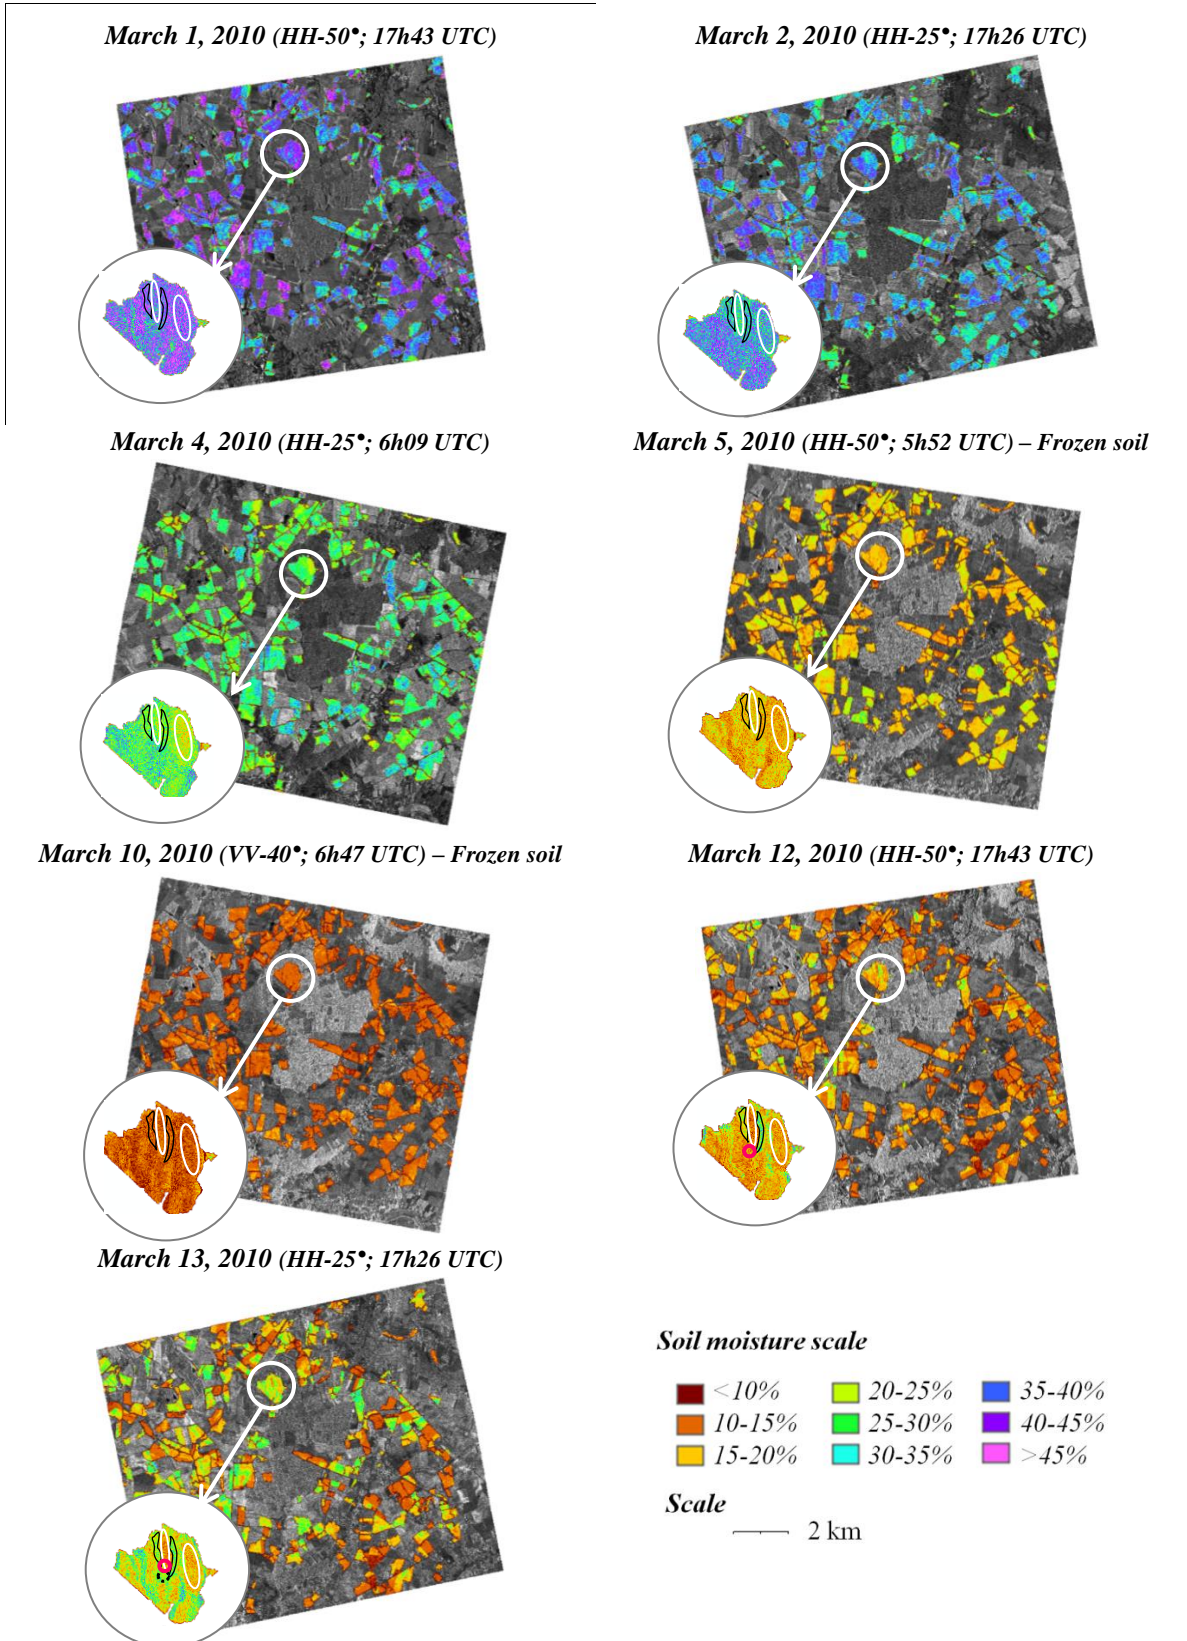 March 1, 2010 (HH-50•; 17h43 UTC)
March 2, 2010 (HH-25•; 17h26 UTC)
March 4, 2010 (HH-25•; 6h09 UTC)
March 5, 2010 (HH-50•; 5h52 UTC) – Frozen soil
March 10, 2010 (VV-40•; 6h47 UTC) – Frozen soil
March 12, 2010 (HH-50•; 17h43 UTC)
March 13, 2010 (HH-25•; 17h26 UTC)
Soil moisture scale
<10% 20-25% 35-40%
10-15% 25-30% 40-45%
15-20% 30-35% >45%
Scale
2 km